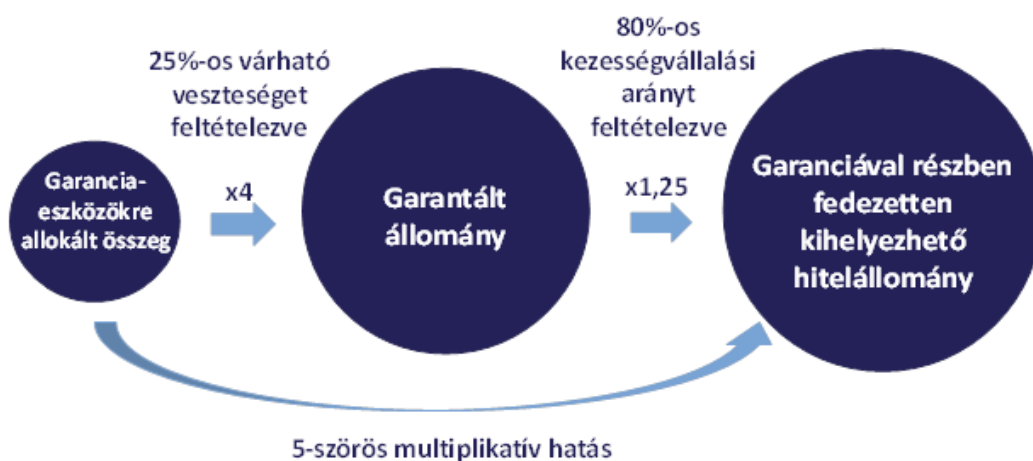 25%-os várható
veszteséget
feltételezve
80%-os
kezességvállalási
arányt
feltételezve
Garancia-
eszközökre
allokált összeg
x4
Garantált
állomány
x1,25
Garanciával részben
fedezetten
kihelyezhető
hitelállomány
5-szörös multiplikatív hatás